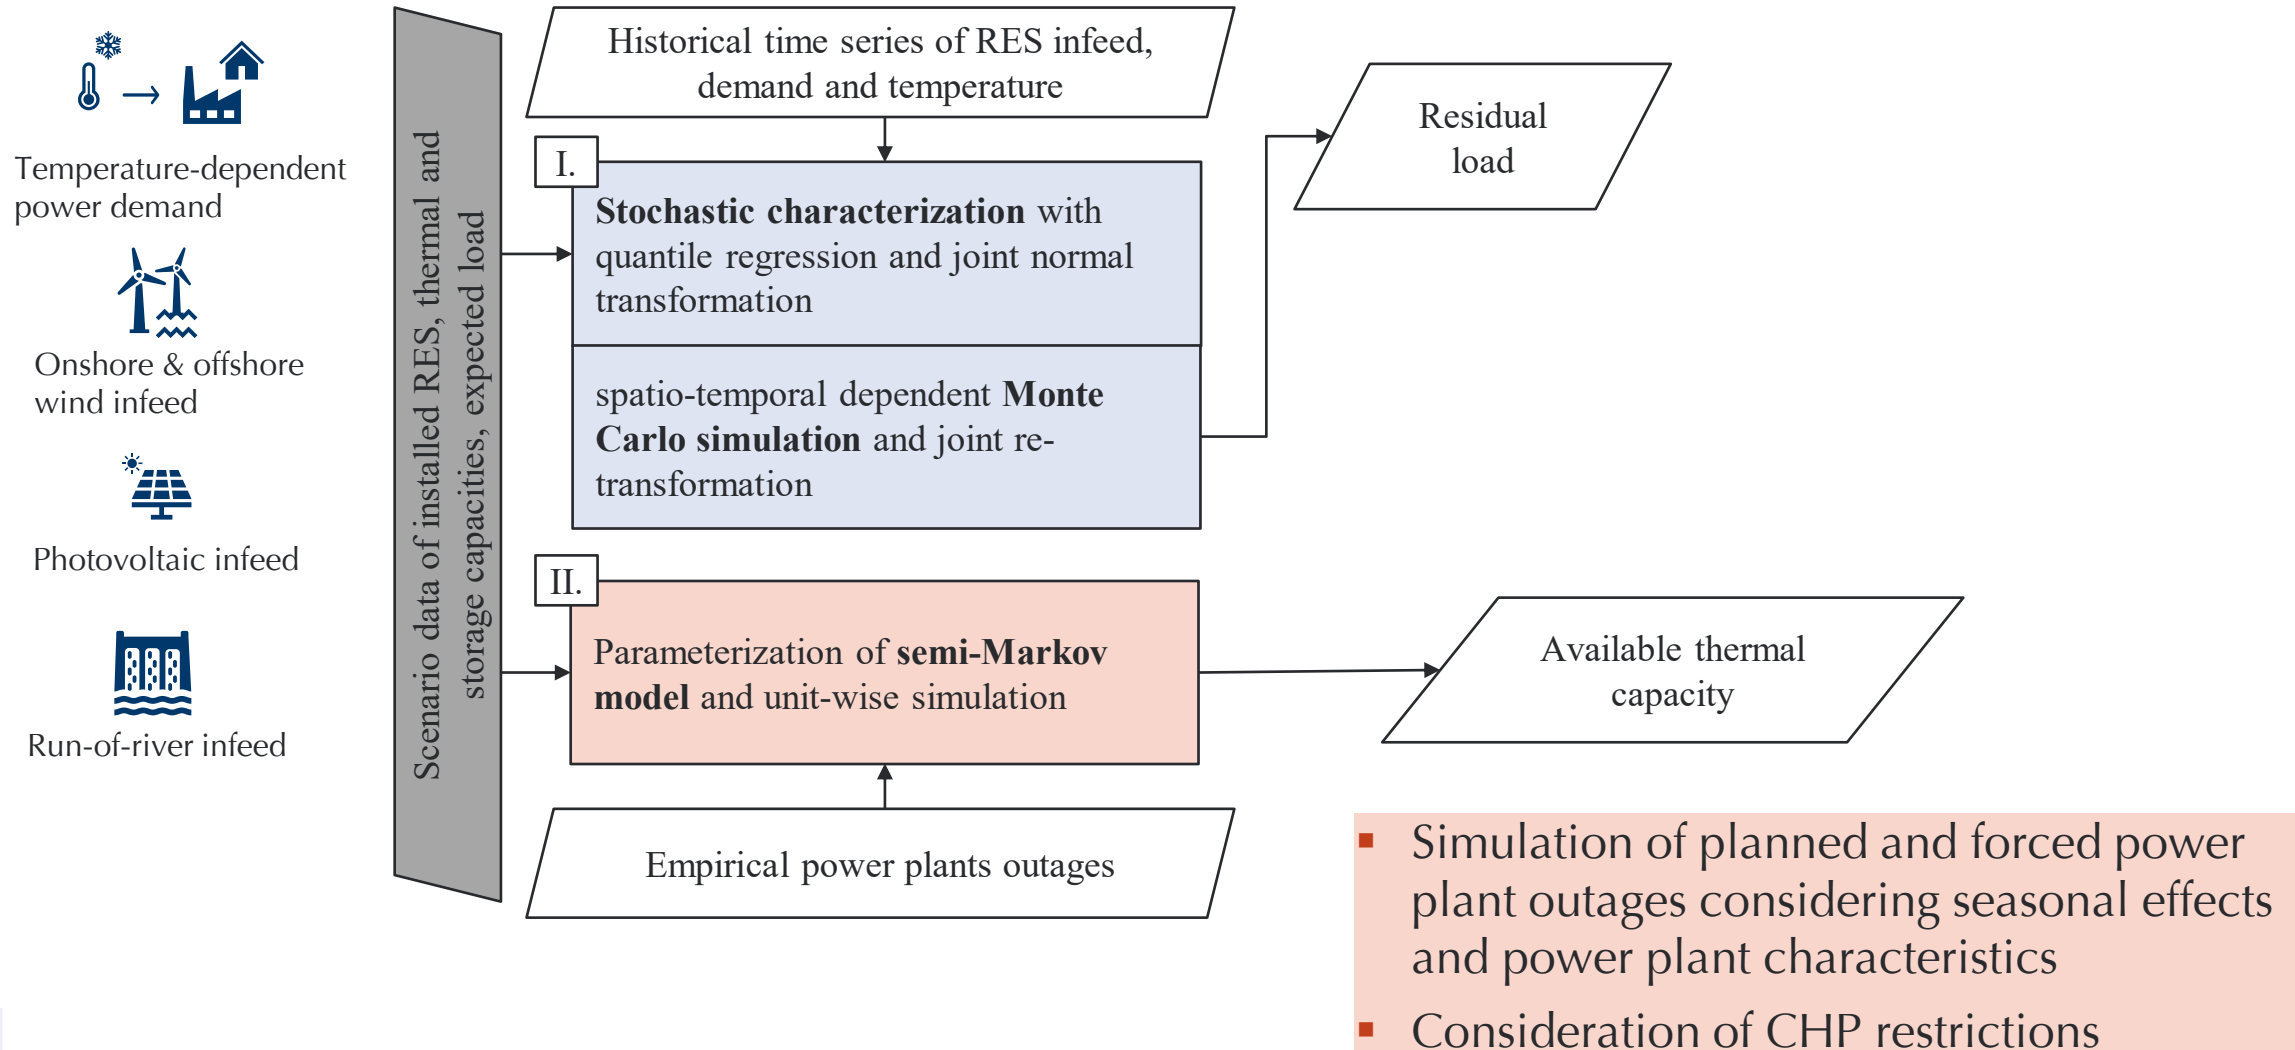 Temperature-dependent
power demand
Onshore & offshore
wind infeed
Photovoltaic infeed
Run-of-river infeed
Scenario data of installed RES, thermal and
storage capacities, expected load
Historical time series of RES infeed,
demand and temperature
I.
Stochastic characterization with
quantile regression and joint normal
transformation
spatio-temporal dependent Monte
Carlo simulation and joint re-
transformation
Residual
load
II.
Parameterization of semi-Markov
model and unit-wise simulation
Available thermal
capacity
Empirical power plants outages
▪ Simulation of planned and forced power
plant outages considering seasonal effects
and power plant characteristics
▪ Consideration of CHP restrictions